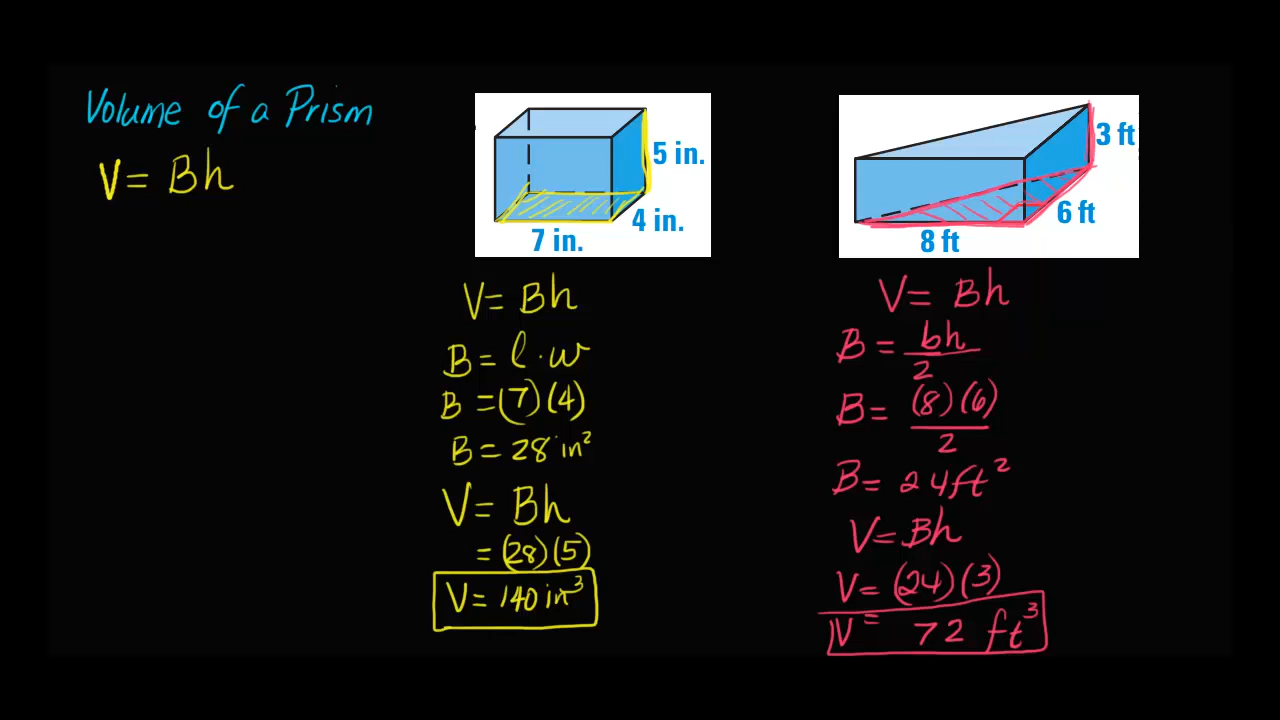 Volume of a Prism
V = Bh
5 in.
4 in.
7 in.
V = Bh
B = l · w
B = (7)(4)
B = 28 in²
V = Bh
= (28)(5)
V = 140 in³
3 ft
6 ft
8 ft
V = Bh
B = bh/2
B = (8)(6)/2
B = 24 ft²
V = Bh
V = (24)(3)
V = 72 ft³